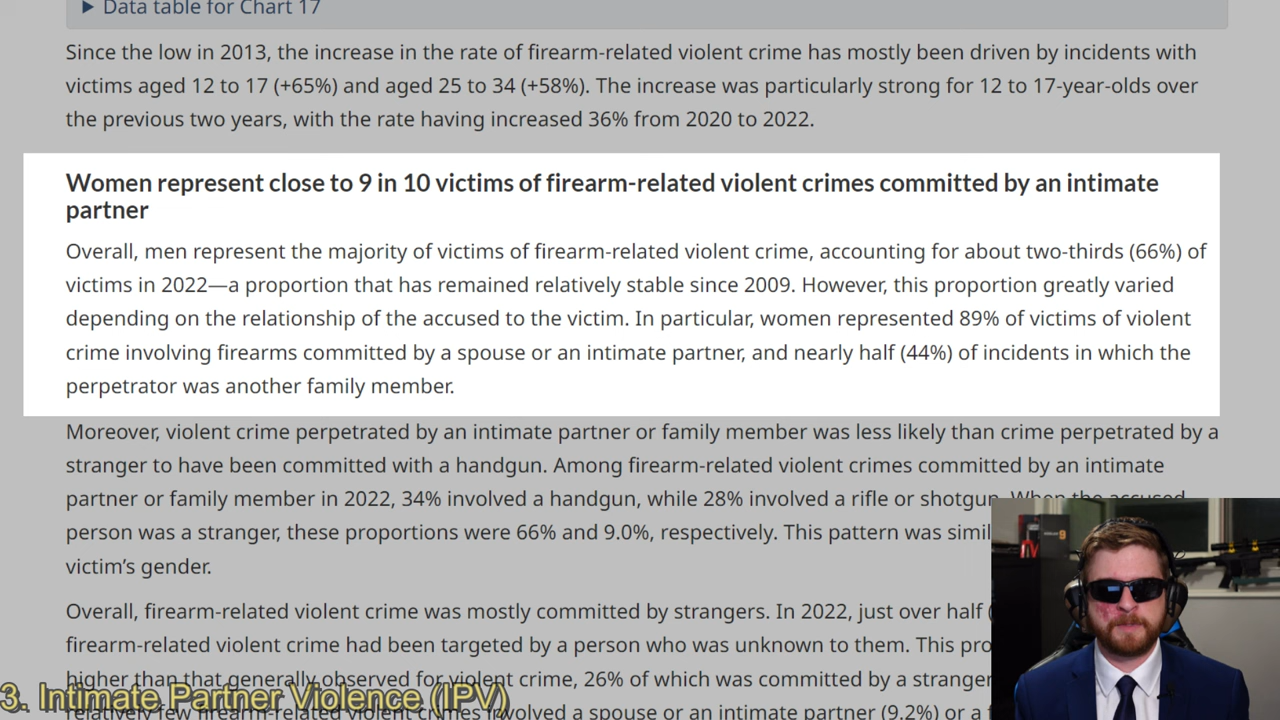 ▶ Data table for Chart 17
Since the low in 2013, the increase in the rate of firearm-related violent crime has mostly been driven by incidents with
victims aged 12 to 17 (+65%) and aged 25 to 34 (+58%). The increase was particularly strong for 12 to 17-year-olds over
the previous two years, with the rate having increased 36% from 2020 to 2022.
Women represent close to 9 in 10 victims of firearm-related violent crimes committed by an intimate
partner
Overall, men represent the majority of victims of firearm-related violent crime, accounting for about two-thirds (66%) of
victims in 2022—a proportion that has remained relatively stable since 2009. However, this proportion greatly varied
depending on the relationship of the accused to the victim. In particular, women represented 89% of victims of violent
crime involving firearms committed by a spouse or an intimate partner, and nearly half (44%) of incidents in which the
perpetrator was another family member.
Moreover, violent crime perpetrated by an intimate partner or family member was less likely than crime perpetrated by a
stranger to have been committed with a handgun. Among firearm-related violent crimes committed by an intimate
partner or family member in 2022, 34% involved a handgun, while 28% involved a rifle or shotgun. When the accused
person was a stranger, these proportions were 66% and 9.0%, respectively. This pattern was simil
victim's gender.
Overall, firearm-related violent crime was mostly committed by strangers. In 2022, just over half (
firearm-related violent crime had been targeted by a person who was unknown to them. This pro
higher than that generally observed for violent crime, 26% of which was committed by a stranger
3. Intimate Partner Violence (IPV)
relatively few firearm-related violent crimes involved a spouse or an intimate partner (9.2%) or a f